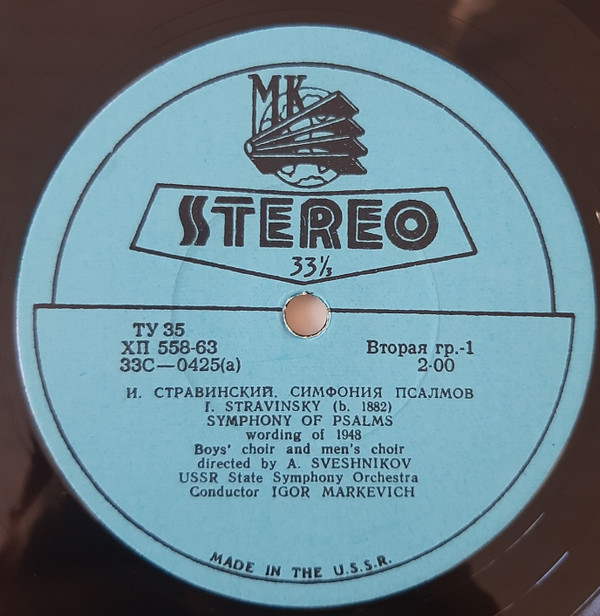 МК
STEREO
33⅓
ТУ 35
ХП 558-63 Вторая гр.-1
33С—0425(а) 2-00
И. СТРАВИНСКИЙ. СИМФОНИЯ ПСАЛМОВ
I. STRAVINSKY (b. 1882)
SYMPHONY OF PSALMS
wording of 1948
Boys' choir and men's choir
directed by A. SVESHNIKOV
USSR State Symphony Orchestra
Conductor IGOR MARKEVICH
MADE IN THE U.S.S.R.